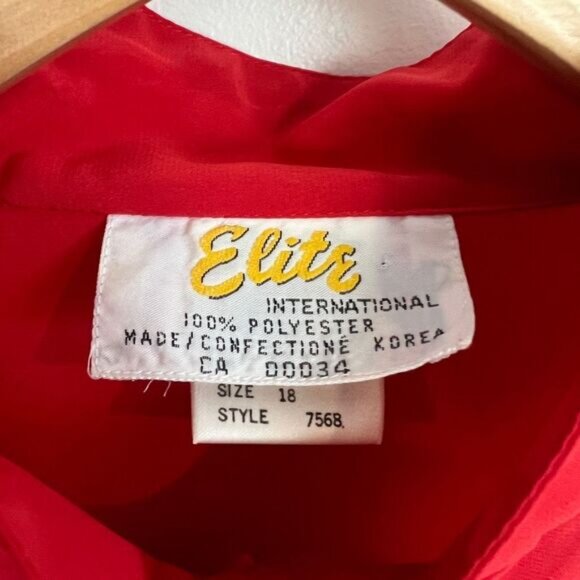 Elite
INTERNATIONAL
100% POLYESTER
MADE/CONFECTIONÉ KOREA
CA 00034
SIZE 18
STYLE 7568